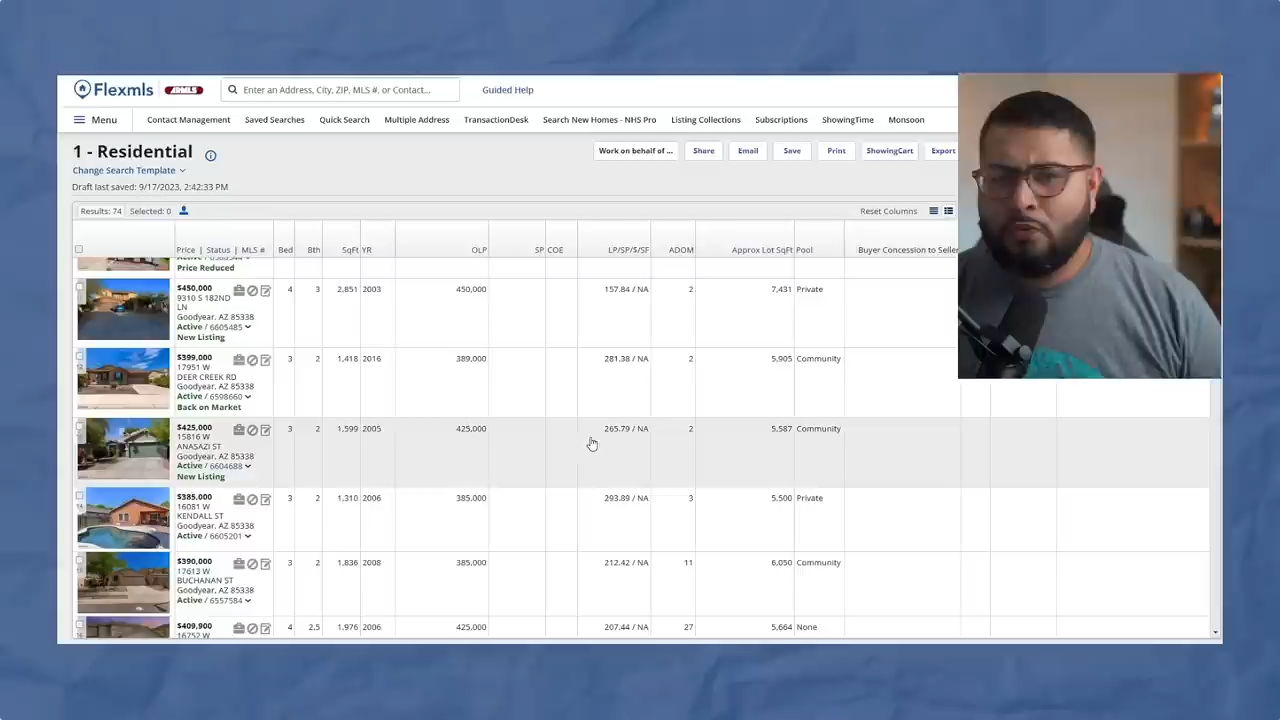 Flexmls ARMLS Enter an Address, City, ZIP, MLS #, or Contact... Guided Help
Menu Contact Management Saved Searches Quick Search Multiple Address TransactionDesk Search New Homes - NHS Pro Listing Collections Subscriptions ShowingTime Monsoon
1 - Residential Work on behalf of ... Share Email Save Print ShowingCart Export
Change Search Template
Draft last saved: 9/17/2023, 2:42:33 PM
Results: 74 Selected: 0 Reset Columns
Price | Status | MLS # Bed Bth SqFt YR OLP SP COE LP/SP/$/SF ADOM Approx Lot SqFt Pool Buyer Concession to Seller
Price Reduced
$450,000 4 3 2,851 2003 450,000 157.84 / NA 2 7,431 Private
9310 S 182ND
LN
Goodyear, AZ 85338
Active / 6605485
New Listing
$399,000 3 2 1,418 2016 389,000 281.38 / NA 2 5,905 Community
17951 W
DEER CREEK RD
Goodyear, AZ 85338
Active / 6598660
Back on Market
$425,000 3 2 1,599 2005 425,000 265.79 / NA 2 5,587 Community
15816 W
ANASAZI ST
Goodyear, AZ 85338
Active / 6604688
New Listing
$385,000 3 2 1,310 2006 385,000 293.89 / NA 3 5,500 Private
16081 W
KENDALL ST
Goodyear, AZ 85338
Active / 6605201
$390,000 3 2 1,836 2008 385,000 212.42 / NA 11 6,050 Community
17613 W
BUCHANAN ST
Goodyear, AZ 85338
Active / 6557584
$409,900 4 2.5 1,976 2006 425,000 207.44 / NA 27 5,664 None
16752 W